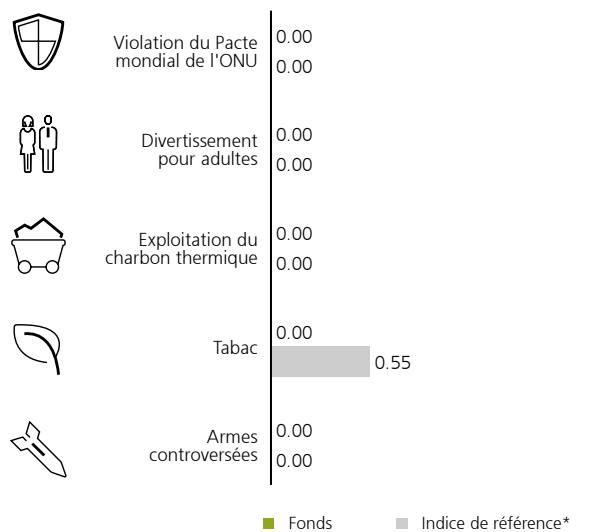 Violation du Pacte
mondial de l'ONU
0.00
0.00
Divertissement
pour adultes
0.00
0.00
Exploitation du
charbon thermique
0.00
0.00
Tabac
0.00
0.55
Armes
controversées
0.00
0.00
Fonds
Indice de référence*